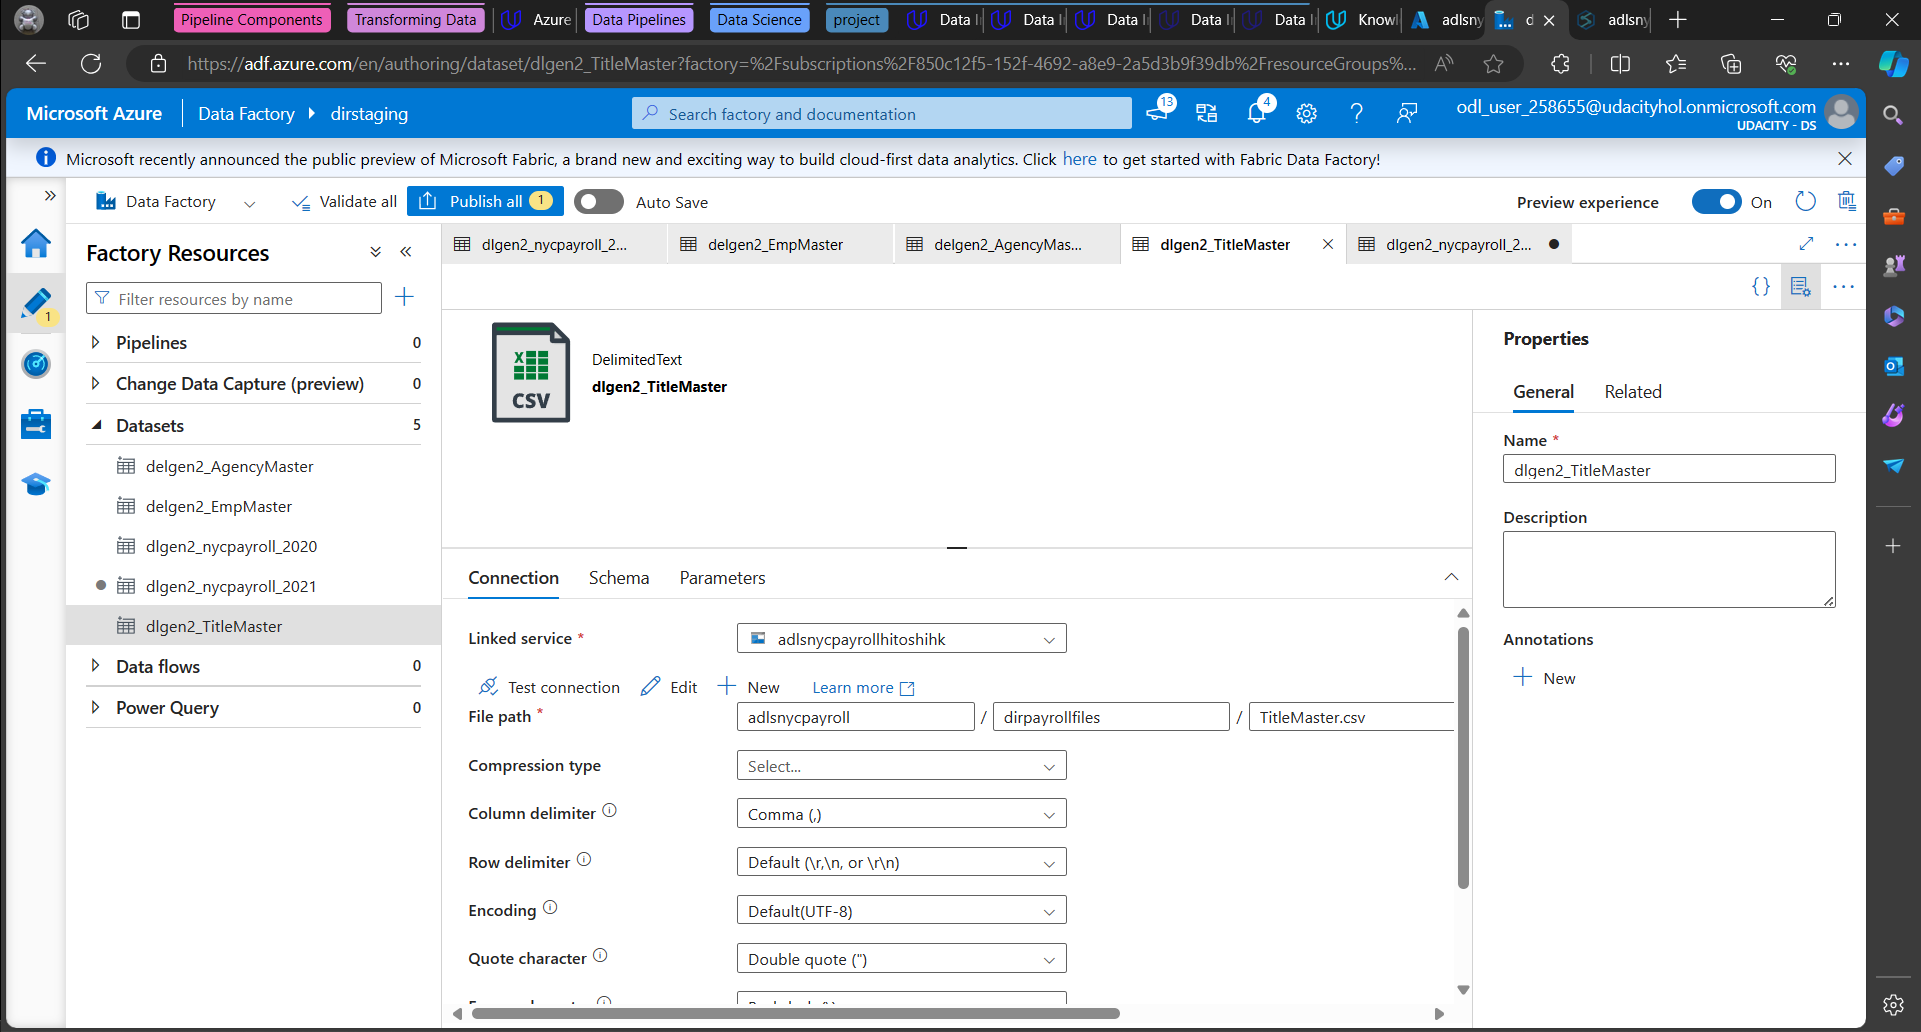 Pipeline Components
Transforming Data
Azure
Data Pipelines
Data Science
project
Data I
Data I
Data I
Data I
Data I
Knowl
adlsny
d
adlsny
https://adf.azure.com/en/authoring/dataset/dlgen2_TitleMaster?factory=%2Fsubscriptions%2F850c12f5-152f-4692-a8e9-2a5d3b9f39db%2FresourceGroups%...
Microsoft Azure
Data Factory
dirstaging
Search factory and documentation
13
4
odl_user_258655@udacityhol.onmicrosoft.com
UDACITY - DS
Microsoft recently announced the public preview of Microsoft Fabric, a brand new and exciting way to build cloud-first data analytics. Click here to get started with Fabric Data Factory!
Data Factory
Validate all
Publish all 1
Auto Save
Preview experience
On
Factory Resources
Filter resources by name
1
Pipelines 0
Change Data Capture (preview) 0
Datasets 5
delgen2_AgencyMaster
delgen2_EmpMaster
dlgen2_nycpayroll_2020
dlgen2_nycpayroll_2021
dlgen2_TitleMaster
Data flows 0
Power Query 0
dlgen2_nycpayroll_2...
delgen2_EmpMaster
delgen2_AgencyMas...
dlgen2_TitleMaster
dlgen2_nycpayroll_2...
{}
X
CSV
DelimitedText
dlgen2_TitleMaster
Connection
Schema
Parameters
Linked service *
adlsnycpayrollhitoshihk
Test connection
Edit
New
Learn more
File path *
adlsnycpayroll / dirpayrollfiles / TitleMaster.csv
Compression type
Select...
Column delimiter
Comma (,)
Row delimiter
Default (\r,\n, or \r\n)
Encoding
Default(UTF-8)
Quote character
Double quote (")
Properties
General
Related
Name *
dlgen2_TitleMaster
Description
Annotations
New